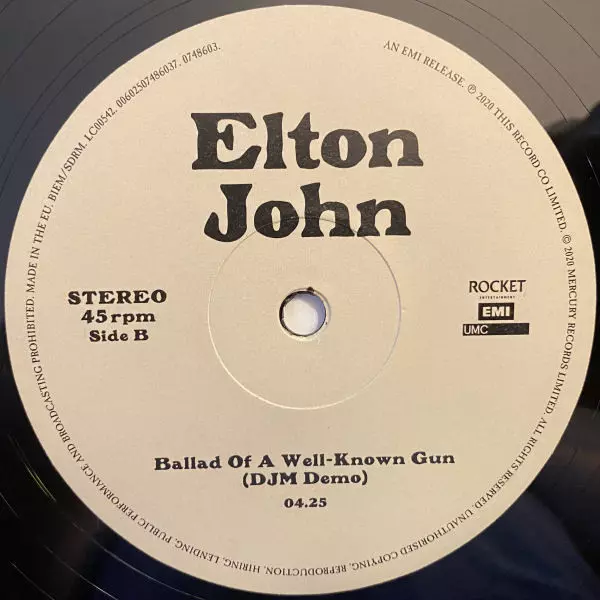 Elton
John
STEREO
45rpm
Side B
ROCKET
ENTERTAINMENT
EMI
UMC
Ballad Of A Well-Known Gun
(DJM Demo)
04.25
AN EMI RELEASE. ℗ 2020 THIS RECORD CO LIMITED. © 2020 MERCURY RECORDS LIMITED. ALL RIGHTS RESERVED. UNAUTHORISED COPYING, REPRODUCTION, HIRING, LENDING, PUBLIC PERFORMANCE AND BROADCASTING PROHIBITED. MADE IN THE EU. BIEM/SDRM. LC00542. 00602507486037. 0748603.